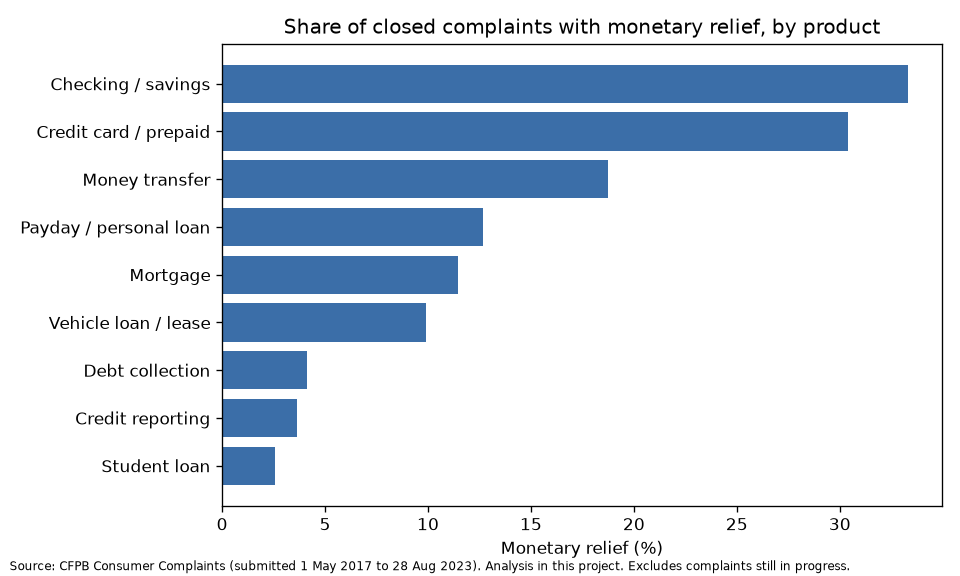 Share of closed complaints with monetary relief, by product
Checking / savings
Credit card / prepaid
Money transfer
Payday / personal loan
Mortgage
Vehicle loan / lease
Debt collection
Credit reporting
Student loan
0 5 10 15 20 25 30
Monetary relief (%)
Source: CFPB Consumer Complaints (submitted 1 May 2017 to 28 Aug 2023). Analysis in this project. Excludes complaints still in progress.